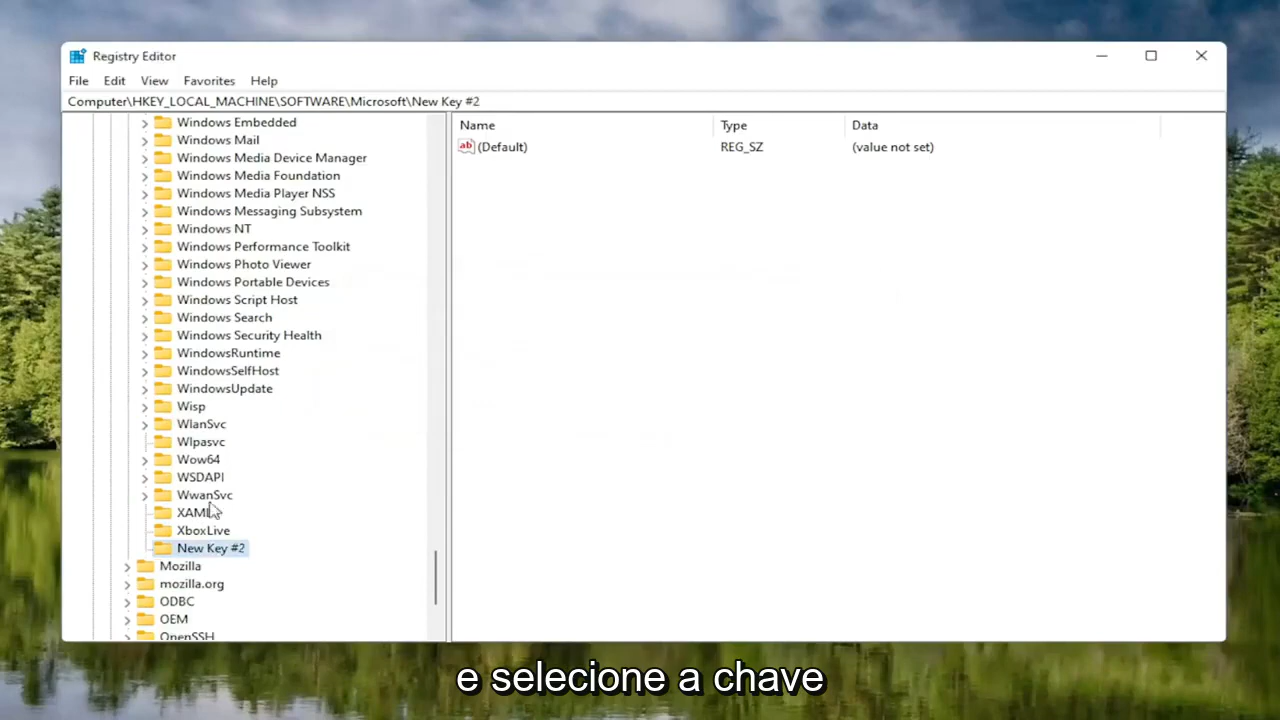 Registry Editor
File Edit View Favorites Help
Computer\HKEY_LOCAL_MACHINE\SOFTWARE\Microsoft\New Key #2
Name Type Data
ab (Default) REG_SZ (value not set)
Windows Embedded
Windows Mail
Windows Media Device Manager
Windows Media Foundation
Windows Media Player NSS
Windows Messaging Subsystem
Windows NT
Windows Performance Toolkit
Windows Photo Viewer
Windows Portable Devices
Windows Script Host
Windows Search
Windows Security Health
WindowsRuntime
WindowsSelfHost
WindowsUpdate
Wisp
WlanSvc
Wlpasvc
Wow64
WSDAPI
WwanSvc
XAML
XboxLive
New Key #2
Mozilla
mozilla.org
ODBC
OEM
OpenSSH
e selecione a chave